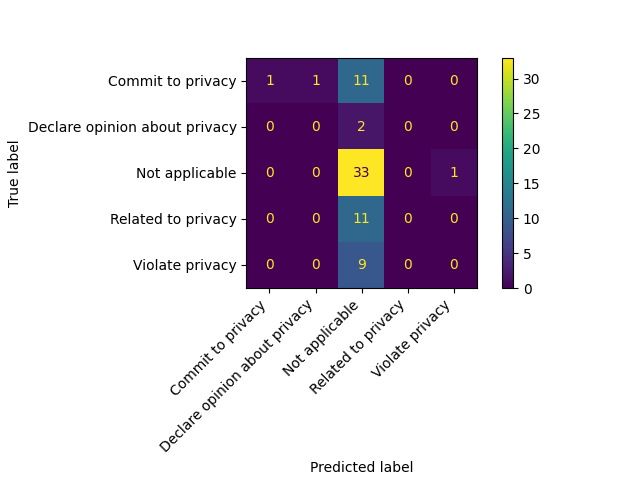 Commit to privacy 1 1 11 0 0
Declare opinion about privacy 0 0 2 0 0
Not applicable 0 0 33 0 1
Related to privacy 0 0 11 0 0
Violate privacy 0 0 9 0 0
True label
Commit to privacy
Declare opinion about privacy
Not applicable
Related to privacy
Violate privacy
Predicted label
30
25
20
15
10
5
0